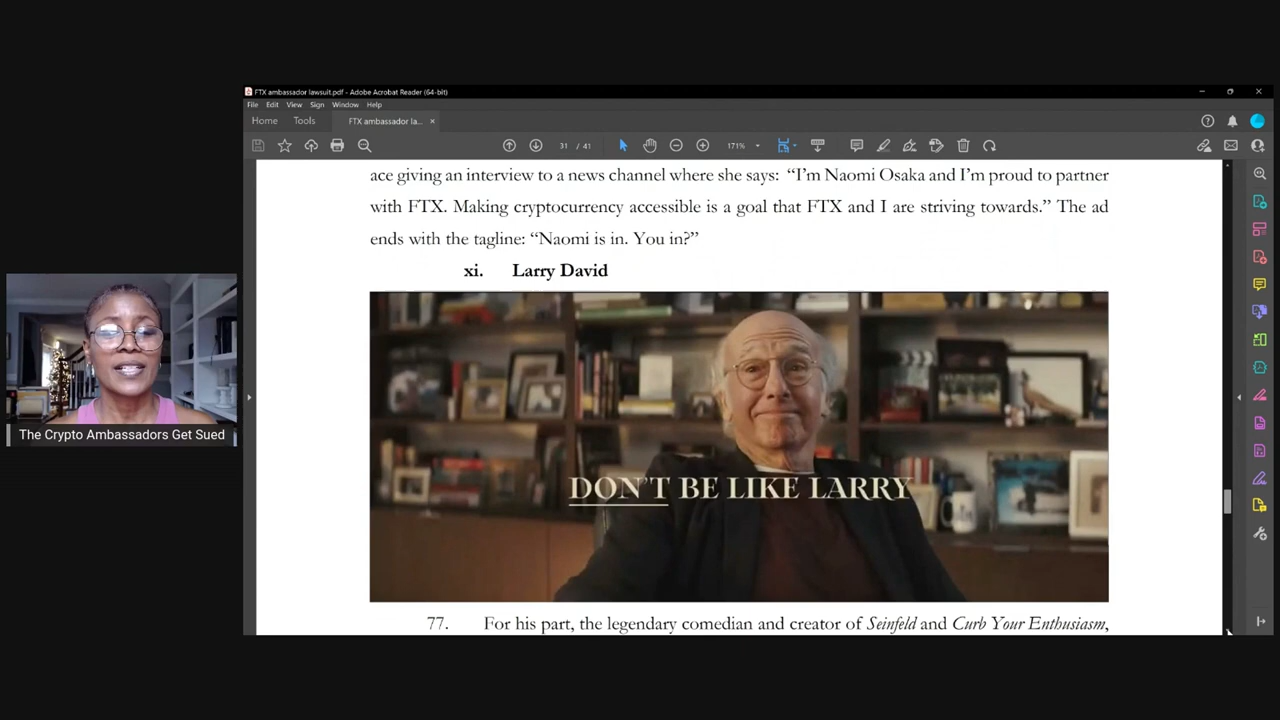 FTX ambassador lawsuit.pdf - Adobe Acrobat Reader (64-bit)
File Edit View Sign Window Help
Home Tools FTX ambassador la... ×
31 / 41 171%
ace giving an interview to a news channel where she says: “I’m Naomi Osaka and I’m proud to partner
with FTX. Making cryptocurrency accessible is a goal that FTX and I are striving towards.” The ad
ends with the tagline: “Naomi is in. You in?”
xi. Larry David
DON'T BE LIKE LARRY
77. For his part, the legendary comedian and creator of Seinfeld and Curb Your Enthusiasm,
The Crypto Ambassadors Get Sued